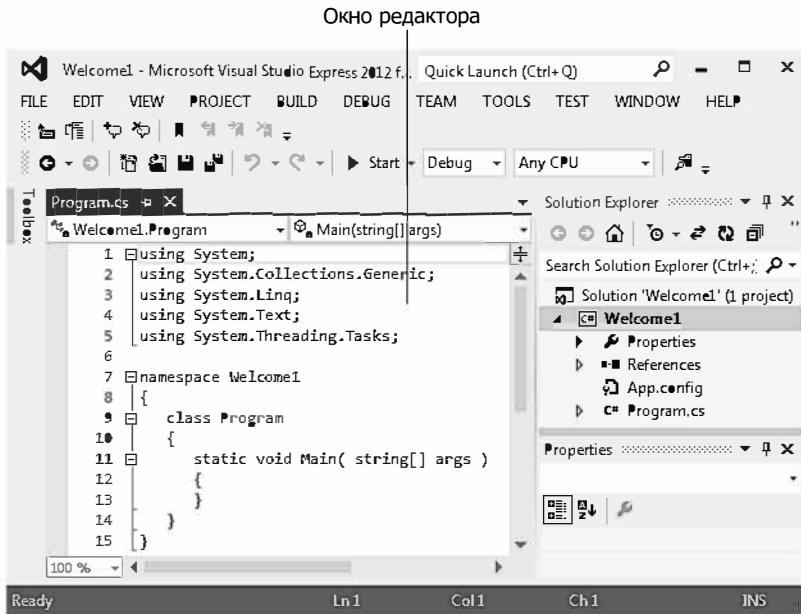 Окно редактора
Welcome1 - Microsoft Visual Studio Express 2012 f... Quick Launch (Ctrl+Q)
FILE EDIT VIEW PROJECT BUILD DEBUG TEAM TOOLS TEST WINDOW HELP
Start Debug Any CPU
Toolbox
Program.cs
Welcome1.Program Main(string[] args)
1 using System;
2 using System.Collections.Generic;
3 using System.Linq;
4 using System.Text;
5 using System.Threading.Tasks;
6
7 namespace Welcome1
8 {
9 class Program
10 {
11 static void Main( string[] args )
12 {
13 }
14 }
15 }
100 %
Solution Explorer
Search Solution Explorer (Ctrl+;
Solution 'Welcome1' (1 project)
C# Welcome1
Properties
References
App.config
C# Program.cs
Properties
Ready Ln 1 Col 1 Ch 1 INS